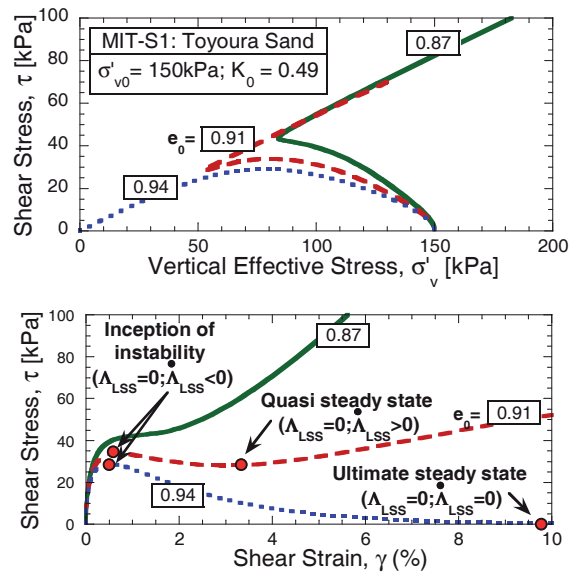 100
80
60
40
20
0
Shear Stress, τ [kPa]
MIT-S1: Toyoura Sand
σ'v0= 150kPa; K0 = 0.49
0.87
e0= 0.91
0.94
0 50 100 150 200
Vertical Effective Stress, σ'v [kPa]
100
80
60
40
20
0
Shear Stress, τ [kPa]
Inception of
instability
(ΛLSS=0;Λ̇LSS<0)
0.87
Quasi steady state
(ΛLSS=0;Λ̇LSS>0)
e0= 0.91
Ultimate steady state
(ΛLSS=0;Λ̇LSS=0)
0.94
0 2 4 6 8 10
Shear Strain, γ (%)